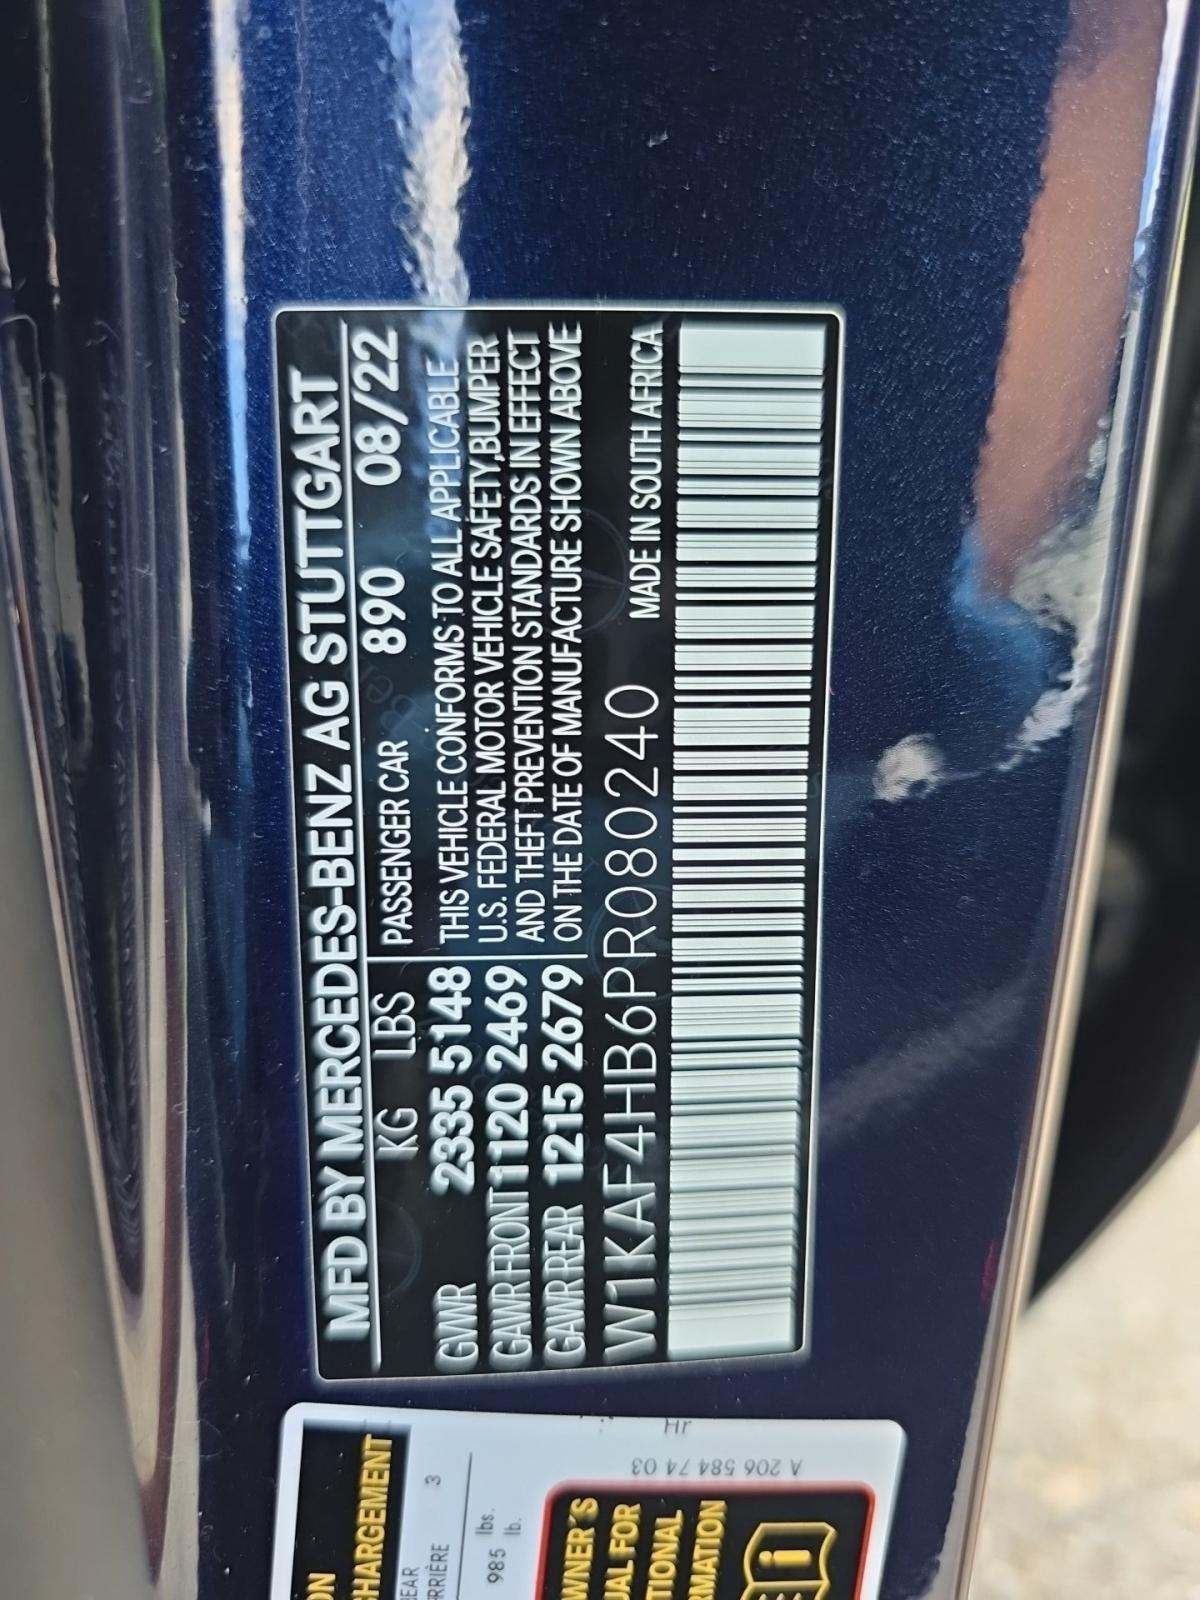 MFD BY MERCEDES-BENZ AG STUTTGART
KG LBS
GVWR 2335 5148
GAWR FRONT 1120 2469
GAWR REAR 1215 2679
PASSENGER CAR 890 08/22
THIS VEHICLE CONFORMS TO ALL APPLICABLE
U.S. FEDERAL MOTOR VEHICLE SAFETY,BUMPER
AND THEFT PREVENTION STANDARDS IN EFFECT
ON THE DATE OF MANUFACTURE SHOWN ABOVE
W1KAF4HB6PR080240 MADE IN SOUTH AFRICA
CHARGEMENT
3
985 lbs.
lb.
A 206 584 74 03
OWNER'S
FOR